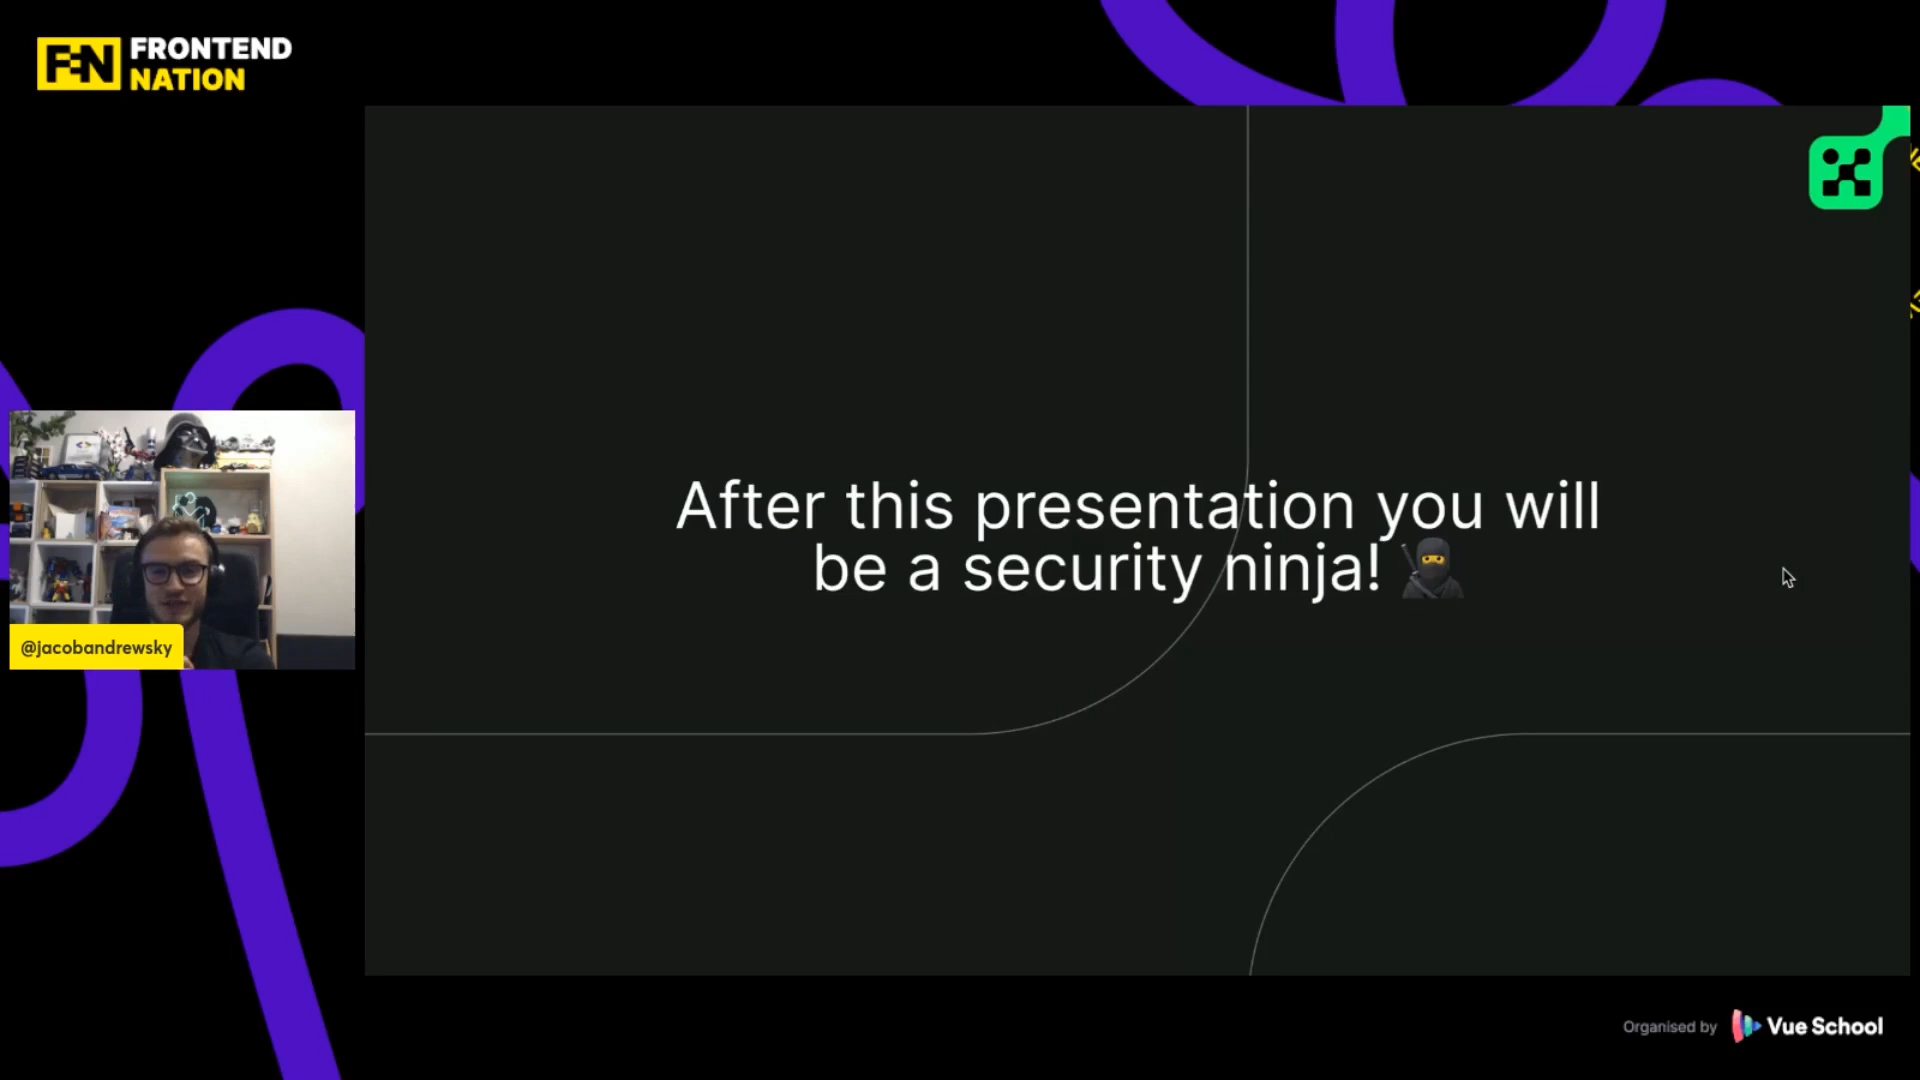 FRONTEND
NATION
After this presentation you will
be a security ninja! 🥷
@jacobandrewsky
Organised by Vue School